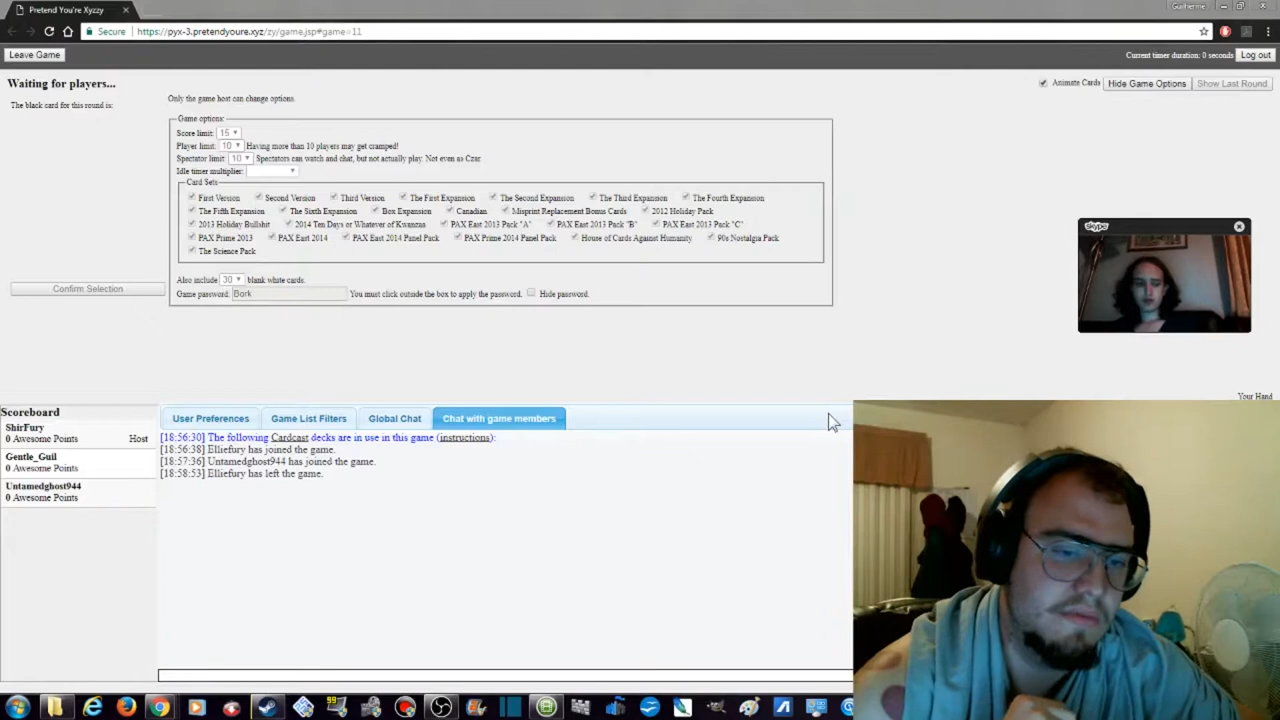 Pretend You're Xyzzy
Guilherme
Secure
https://pyx-3.pretendyoure.xyz/zy/game.jsp#game=11
Leave Game
Current timer duration: 0 seconds
Log out
Waiting for players...
Animate Cards
Hide Game Options
Show Last Round
The black card for this round is:
Only the game host can change options.
Game options:
Score limit: 15
Player limit: 10 Having more than 10 players may get cramped!
Spectator limit: 10 Spectators can watch and chat, but not actually play. Not even as Czar.
Idle timer multiplier:
Card Sets
First Version Second Version Third Version The First Expansion The Second Expansion The Third Expansion The Fourth Expansion
The Fifth Expansion The Sixth Expansion Box Expansion Canadian Misprint Replacement Bonus Cards 2012 Holiday Pack
2013 Holiday Bullshit 2014 Ten Days or Whatever of Kwanzaa PAX East 2013 Pack "A" PAX East 2013 Pack "B" PAX East 2013 Pack "C"
PAX Prime 2013 PAX East 2014 PAX East 2014 Panel Pack PAX Prime 2014 Panel Pack House of Cards Against Humanity 90s Nostalgia Pack
The Science Pack
Also include 30 blank white cards.
Confirm Selection
Game password: Bork You must click outside the box to apply the password. Hide password.
skype
Your Hand
Scoreboard
ShirFury
0 Awesome Points Host
Gentle_Guil
0 Awesome Points
Untamedghost944
0 Awesome Points
User Preferences Game List Filters Global Chat Chat with game members
[18:56:30] The following Cardcast decks are in use in this game (instructions):
[18:56:38] Elliefury has joined the game.
[18:57:36] Untamedghost944 has joined the game.
[18:58:53] Elliefury has left the game.
99